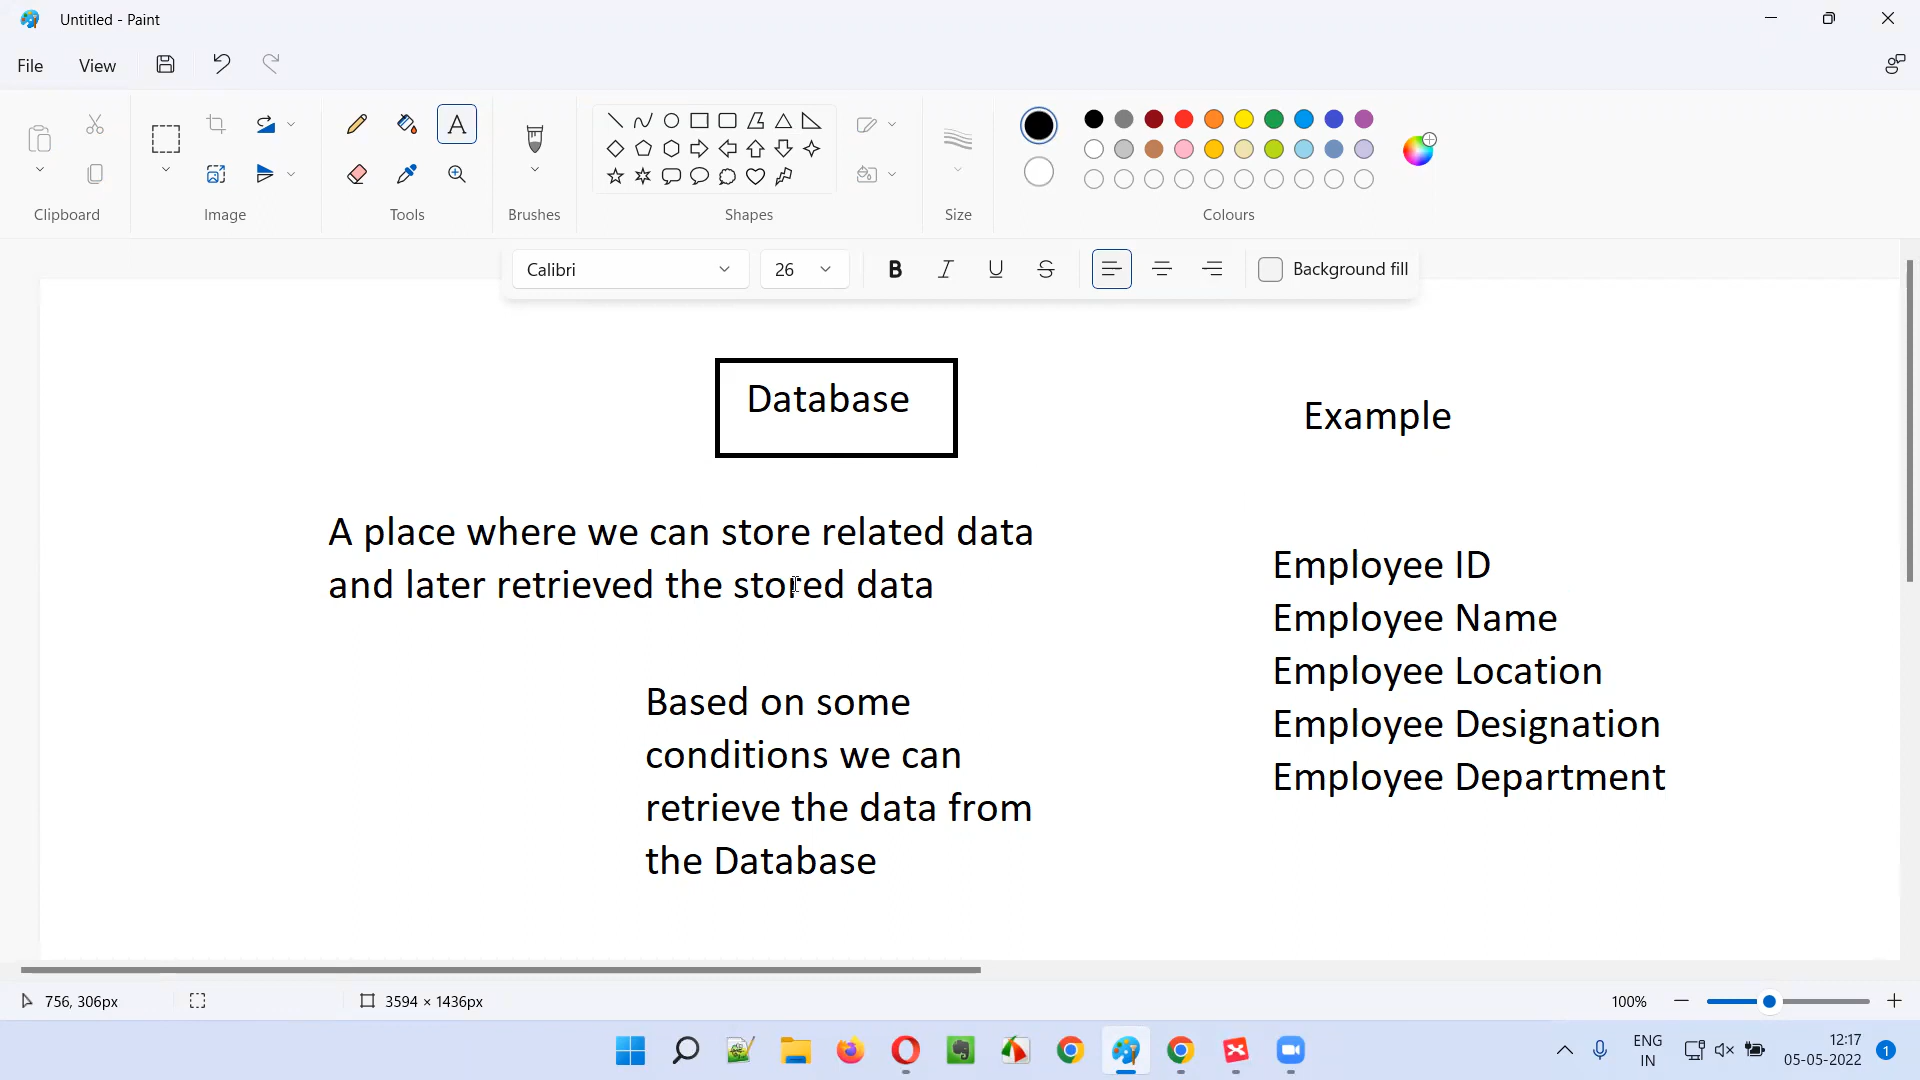 Untitled - Paint
File View
Clipboard Image Tools Brushes Shapes Size Colours
Calibri 26 B I U S Background fill
Database
Example
A place where we can store related data
and later retrieved the stored data
Based on some
conditions we can
retrieve the data from
the Database
Employee ID
Employee Name
Employee Location
Employee Designation
Employee Department
756, 306px 3594 × 1436px 100%
ENG
IN
12:17
05-05-2022
1